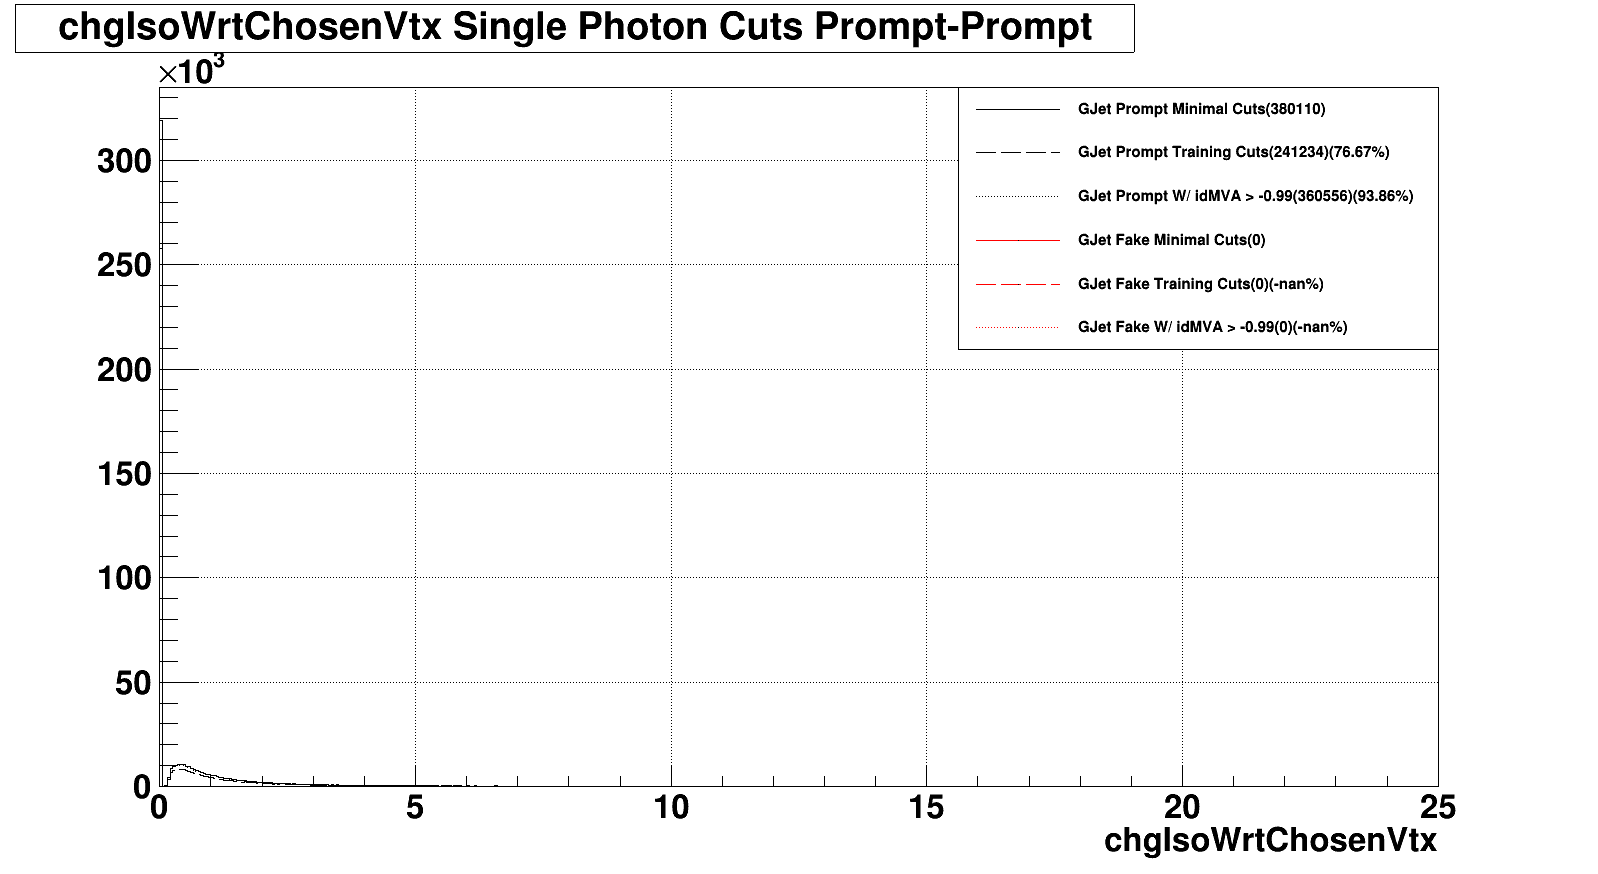 chgIsoWrtChosenVtx Single Photon Cuts Prompt-Prompt
×10³
GJet Prompt Minimal Cuts(380110)
GJet Prompt Training Cuts(241234)(76.67%)
GJet Prompt W/ idMVA > -0.99(360556)(93.86%)
GJet Fake Minimal Cuts(0)
GJet Fake Training Cuts(0)(-nan%)
GJet Fake W/ idMVA > -0.99(0)(-nan%)
300
250
200
150
100
50
0
0 5 10 15 20 25
chgIsoWrtChosenVtx